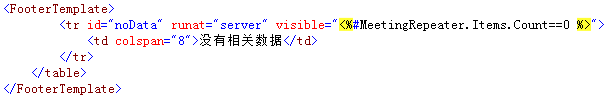 <FooterTemplate>
<tr id="noData" runat="server" visible="<%#MeetingRepeater.Items.Count==0 %>">
<td colspan="8">没有相关数据</td>
</tr>
</table>
</FooterTemplate>